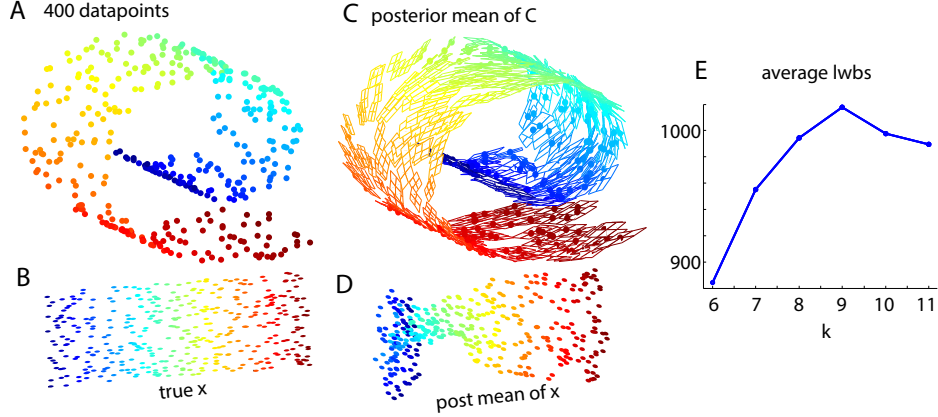 A 400 datapoints
C posterior mean of C
E
average lwbs
1000
900
6 7 8 9 10 11
k
B
true x
D
post mean of x